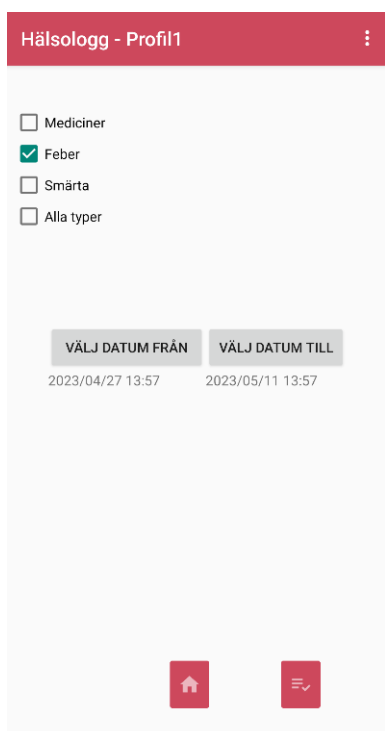 Hälsologg - Profil1
Mediciner
Feber
Smärta
Alla typer
VÄLJ DATUM FRÅN VÄLJ DATUM TILL
2023/04/27 13:57 2023/05/11 13:57